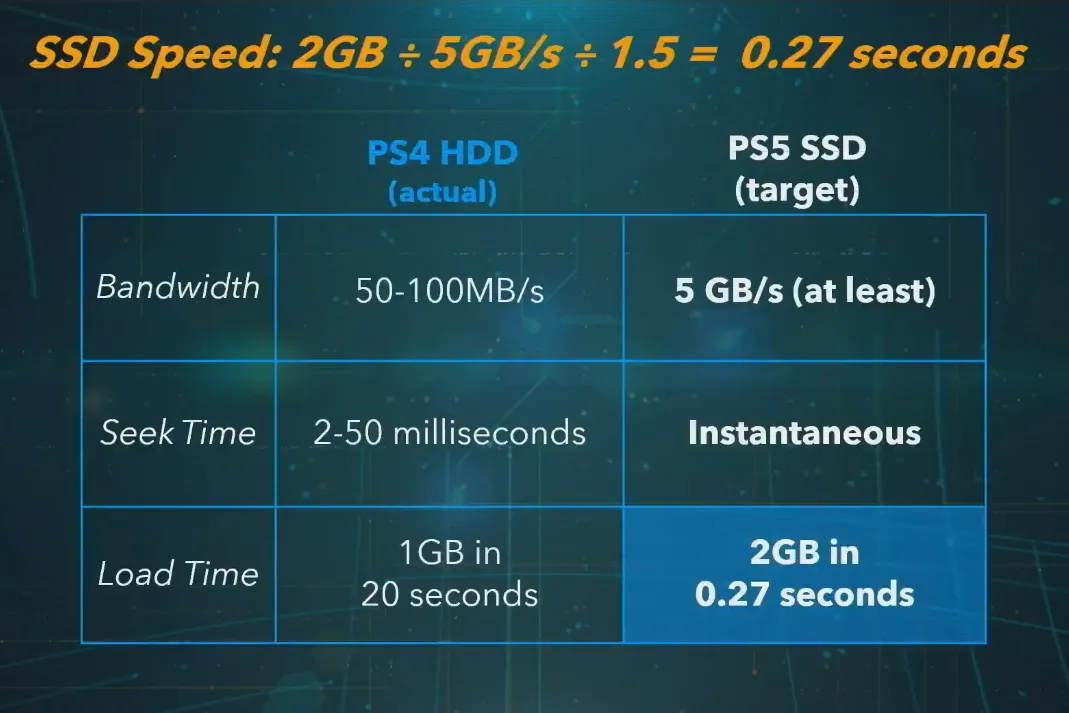 SSD Speed: 2GB ÷ 5GB/s ÷ 1.5 = 0.27 seconds
PS4 HDD
(actual)
PS5 SSD
(target)
Bandwidth
50-100MB/s
5 GB/s (at least)
Seek Time
2-50 milliseconds
Instantaneous
Load Time
1GB in
20 seconds
2GB in
0.27 seconds